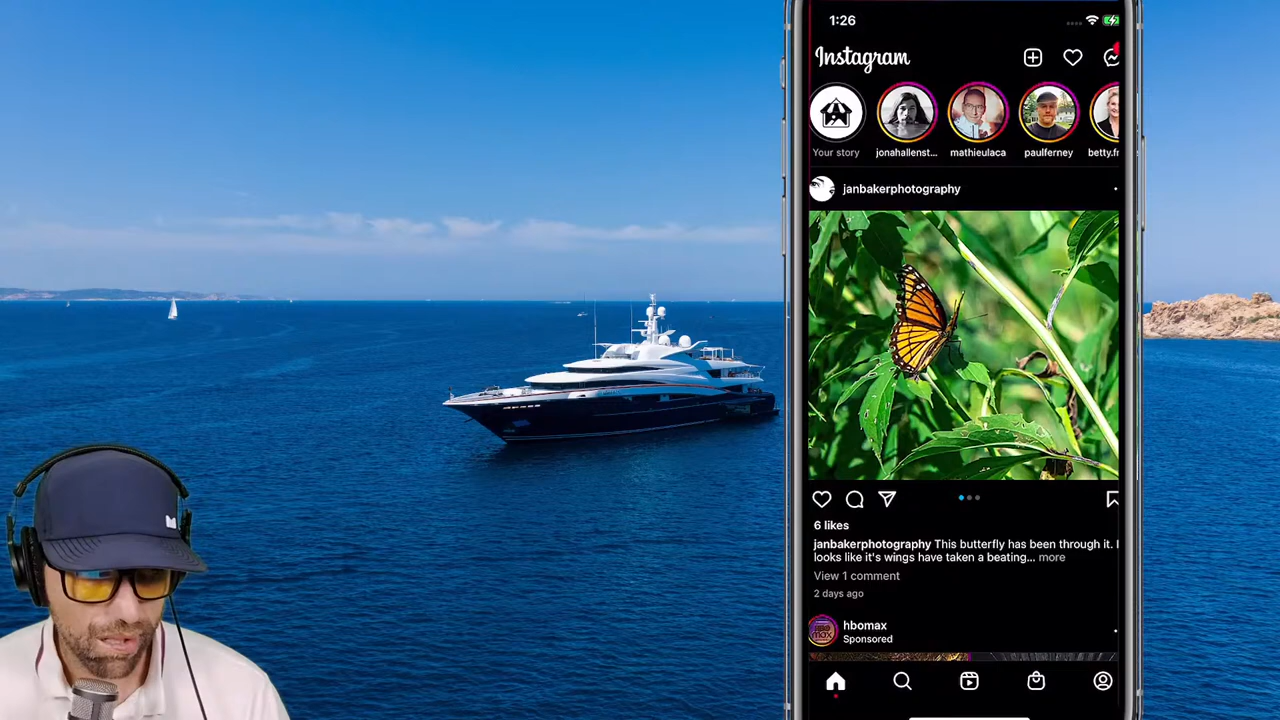 1:26
Instagram
Your story
jonahallenst...
mathieulaca
paulferney
betty.fr
janbakerphotography
6 likes
janbakerphotography This butterfly has been through it.
looks like it's wings have taken a beating... more
View 1 comment
2 days ago
hbomax
Sponsored